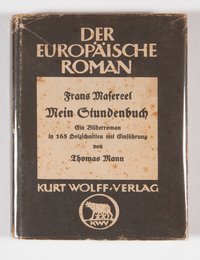 DER
EUROPÄISCHE
ROMAN
Frans Masereel
Mein Stundenbuch
Ein Bilderroman
in 165 Holzschnitten mit Einführung
von
Thomas Mann
KURT WOLFF-VERLAG
KWV